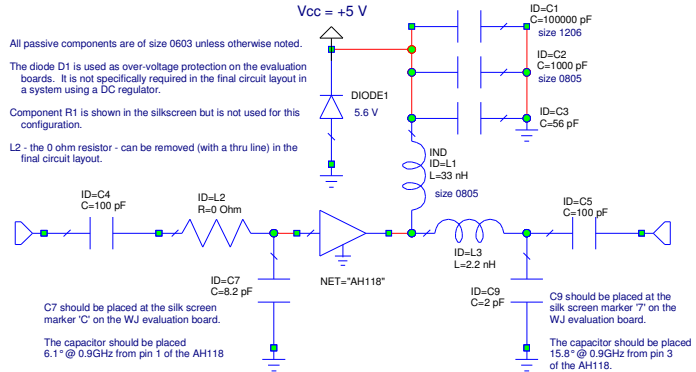 Vcc = +5 V
All passive components are of size 0603 unless otherwise noted.
The diode D1 is used as over-voltage protection on the evaluation
boards. It is not specifically required in the final circuit layout in
a system using a DC regulator.
Component R1 is shown in the silkscreen but is not used for this
configuration.
L2 - the 0 ohm resistor - can be removed (with a thru line) in the
final circuit layout.
DIODE1
5.6 V
ID=C1
C=100000 pF
size 1206
ID=C2
C=1000 pF
size 0805
ID=C3
C=56 pF
IND
ID=L1
L=33 nH
size 0805
ID=C4
C=100 pF
ID=L2
R=0 Ohm
ID=C7
C=8.2 pF
NET="AH118"
ID=L3
L=2.2 nH
ID=C5
C=100 pF
ID=C9
C=2 pF
C7 should be placed at the silk screen
marker 'C' on the WJ evaluation board.
The capacitor should be placed
6.1° @ 0.9GHz from pin 1 of the AH118
C9 should be placed at the
silk screen marker '7' on the
WJ evaluation board.
The capacitor should be placed
15.8° @ 0.9GHz from pin 3
of the AH118.